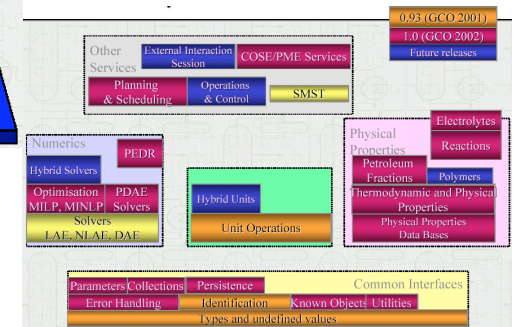 0.93 (GCO 2001)
1.0 (GCO 2002)
Future releases
Other
Services
External Interaction
Session
COSE/PME Services
Planning
& Scheduling
Operations
& Control
SMST
Numerics
PEDR
Hybrid Solvers
Optimisation
MILP, MINLP
PDAE
Solvers
Solvers
LAE, NLAE, DAE
Hybrid Units
Unit Operations
Physical
Properties
Electrolytes
Reactions
Petroleum
Fractions
Polymers
Thermodynamic and Physical
Properties
Physical Properties
Data Bases
Common Interfaces
Parameters
Collections
Persistence
Error Handling
Identification
Known Objects
Utilities
Types and undefined values